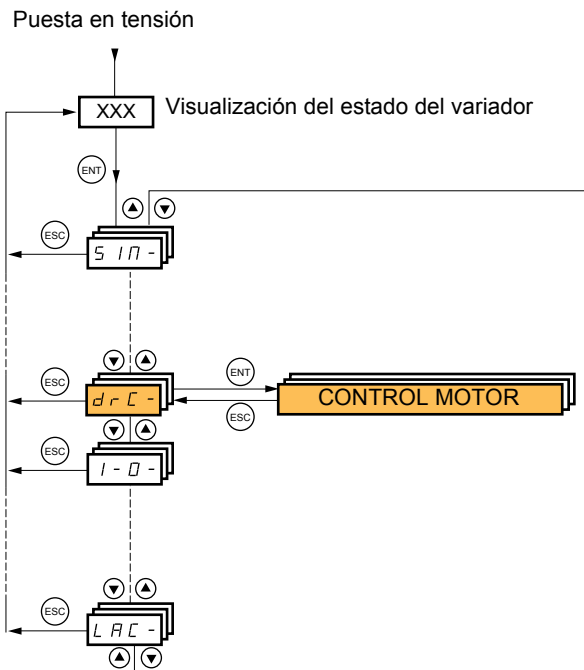 Puesta en tensión
XXX Visualización del estado del variador
ENT
ESC
SIM-
ENT
ESC
drC- CONTROL MOTOR
ESC
ESC
I-O-
ESC
LAC-